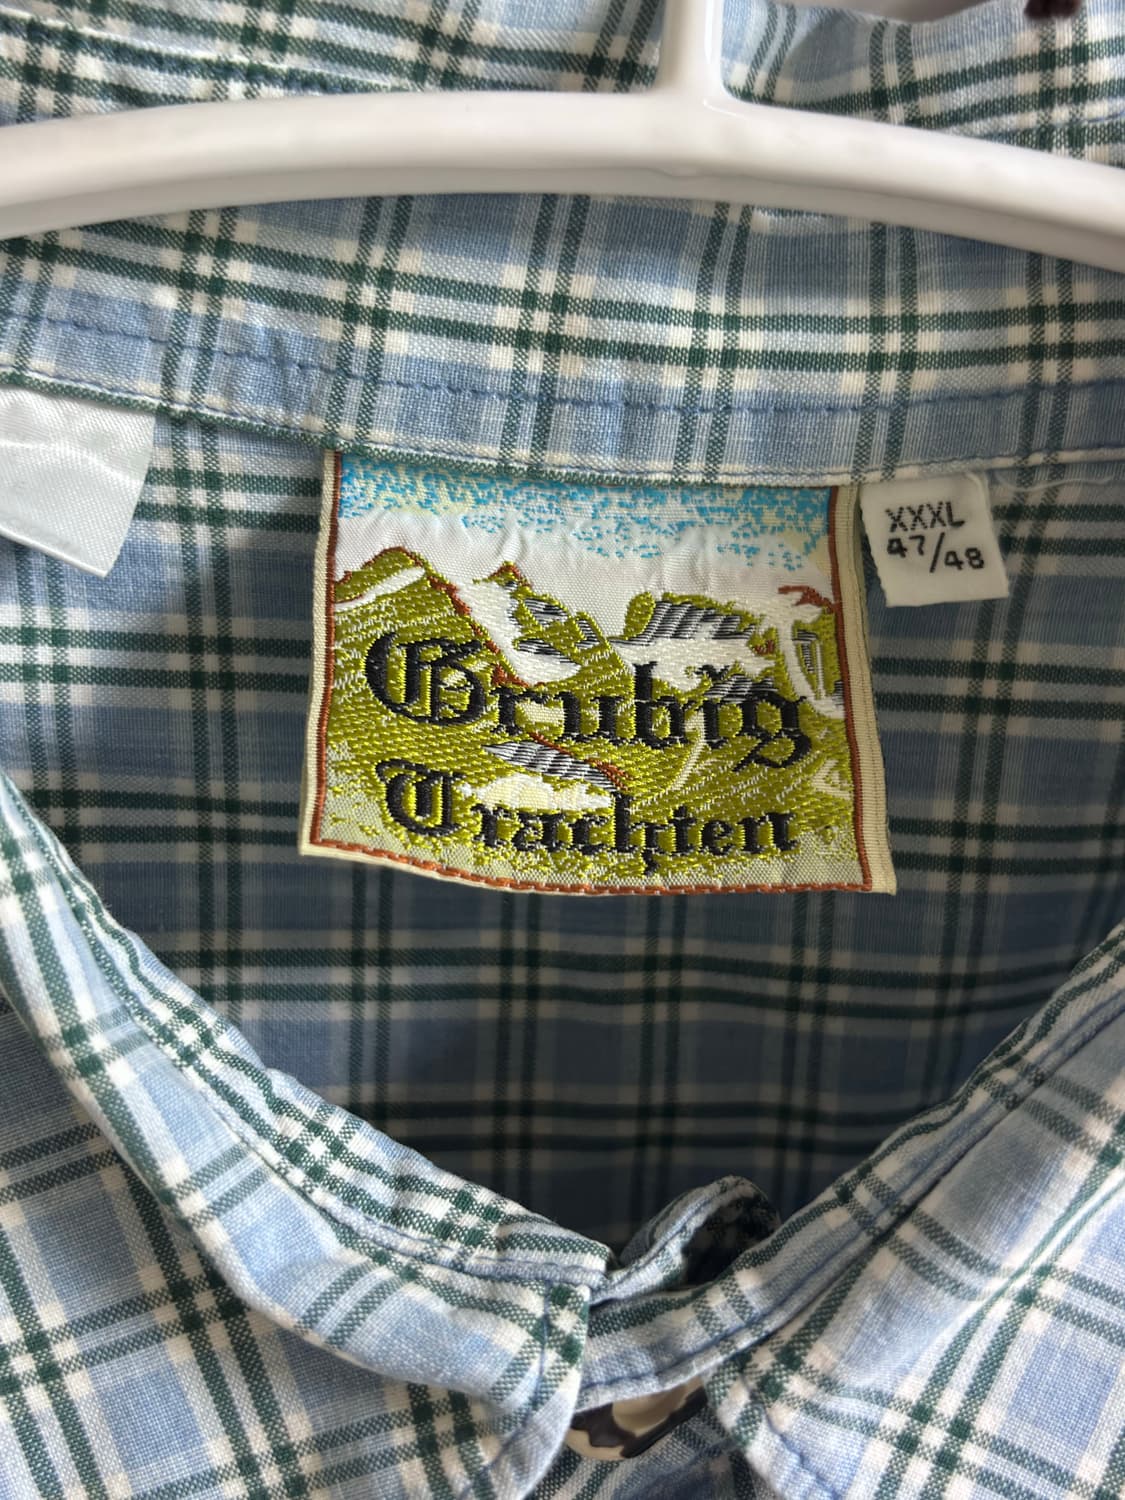 Grubig
Trachten
XXXL
47/48